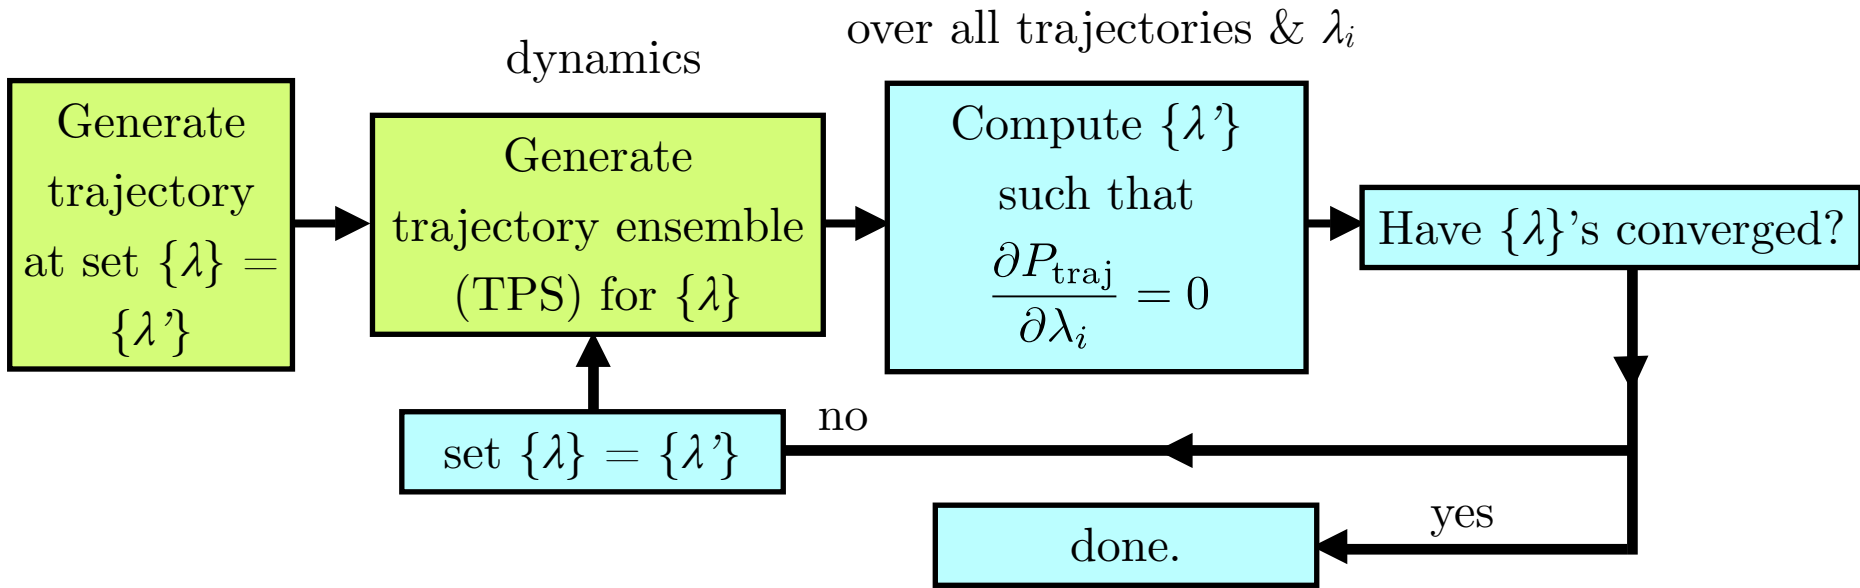 Generate
trajectory
at set {λ} =
{λ’}
dynamics
Generate
trajectory ensemble
(TPS) for {λ}
over all trajectories & λ_i
Compute {λ’}
such that
∂P_traj / ∂λ_i = 0
Have {λ}’s converged?
no
set {λ} = {λ’}
yes
done.